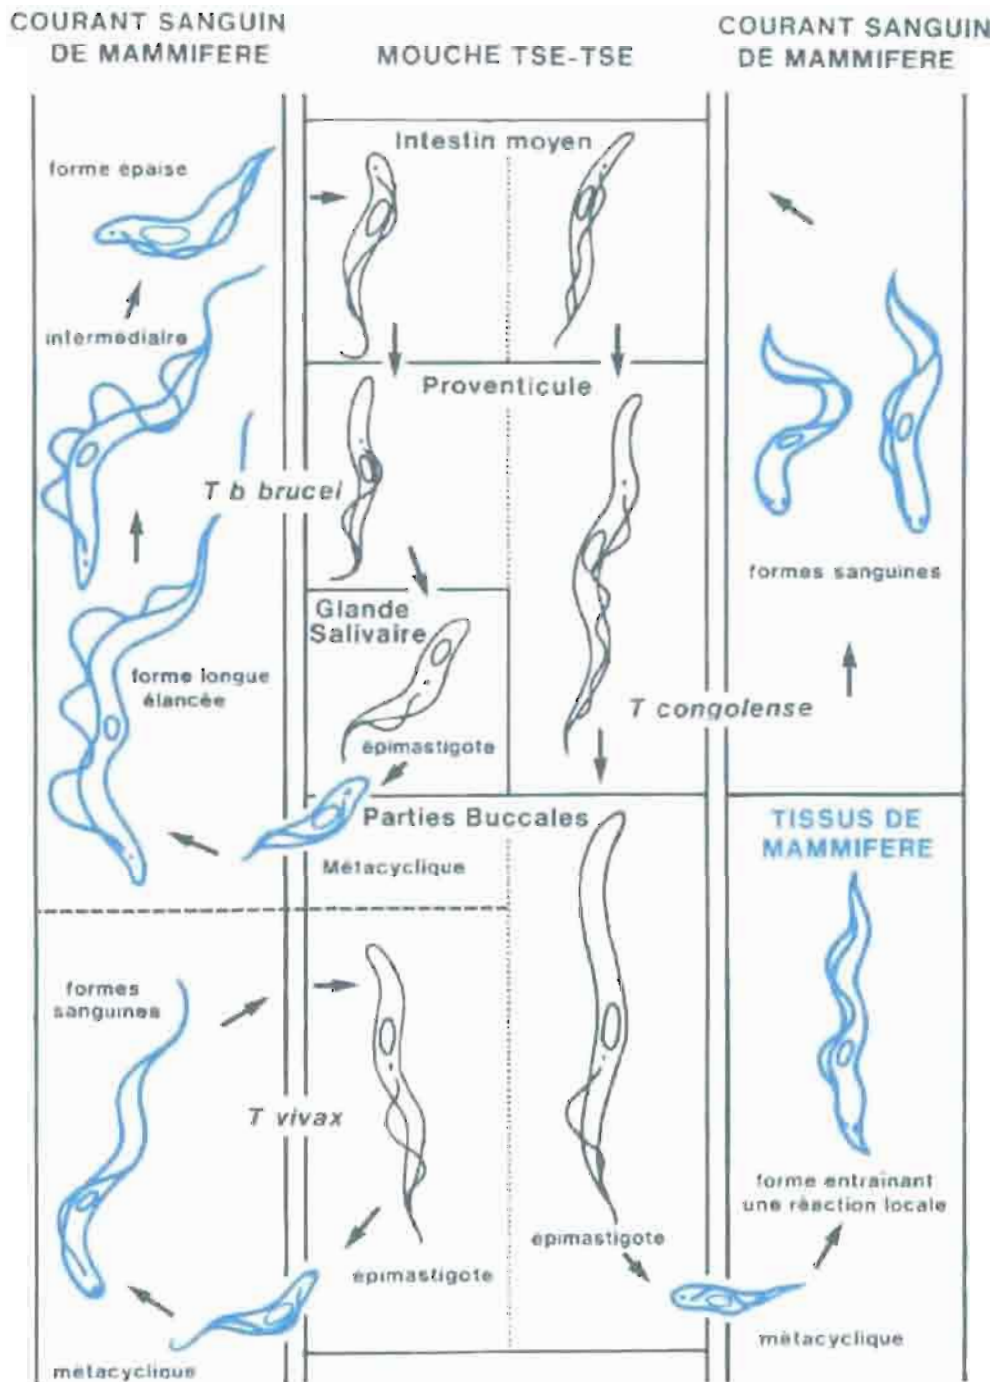 COURANT SANGUIN
DE MAMMIFERE
MOUCHE TSE-TSE
COURANT SANGUIN
DE MAMMIFERE
forme épaise
intermédiaire
T b brucei
forme longue
élancée
Intestin moyen
Proventicule
Glande
Salivaire
épimastigote
Parties Buccales
Métacyclique
formes sanguines
T congolense
TISSUS DE
MAMMIFERE
forme entraînant
une réaction locale
formes
sanguines
T vivax
épimastigote
épimastigote
métacyclique
métacyclique